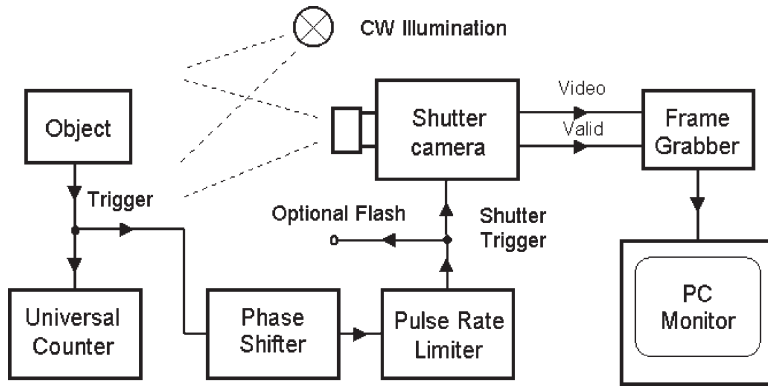 CW Illumination
Object
Shutter
camera
Video
Valid
Frame
Grabber
Trigger
Optional Flash
Shutter
Trigger
Universal
Counter
Phase
Shifter
Pulse Rate
Limiter
PC
Monitor